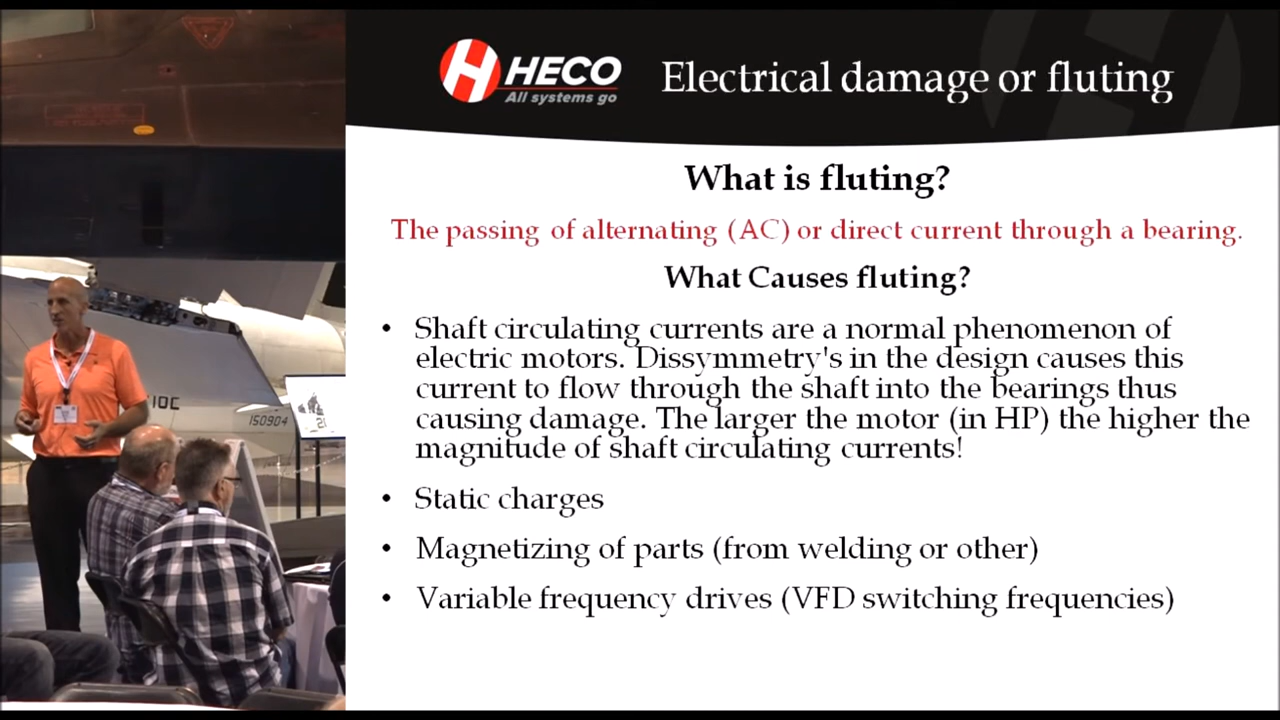 HECO
All systems go
Electrical damage or fluting
What is fluting?
The passing of alternating (AC) or direct current through a bearing.
What Causes fluting?
• Shaft circulating currents are a normal phenomenon of
electric motors. Dissymmetry's in the design causes this
current to flow through the shaft into the bearings thus
causing damage. The larger the motor (in HP) the higher the
magnitude of shaft circulating currents!
• Static charges
• Magnetizing of parts (from welding or other)
• Variable frequency drives (VFD switching frequencies)
150904